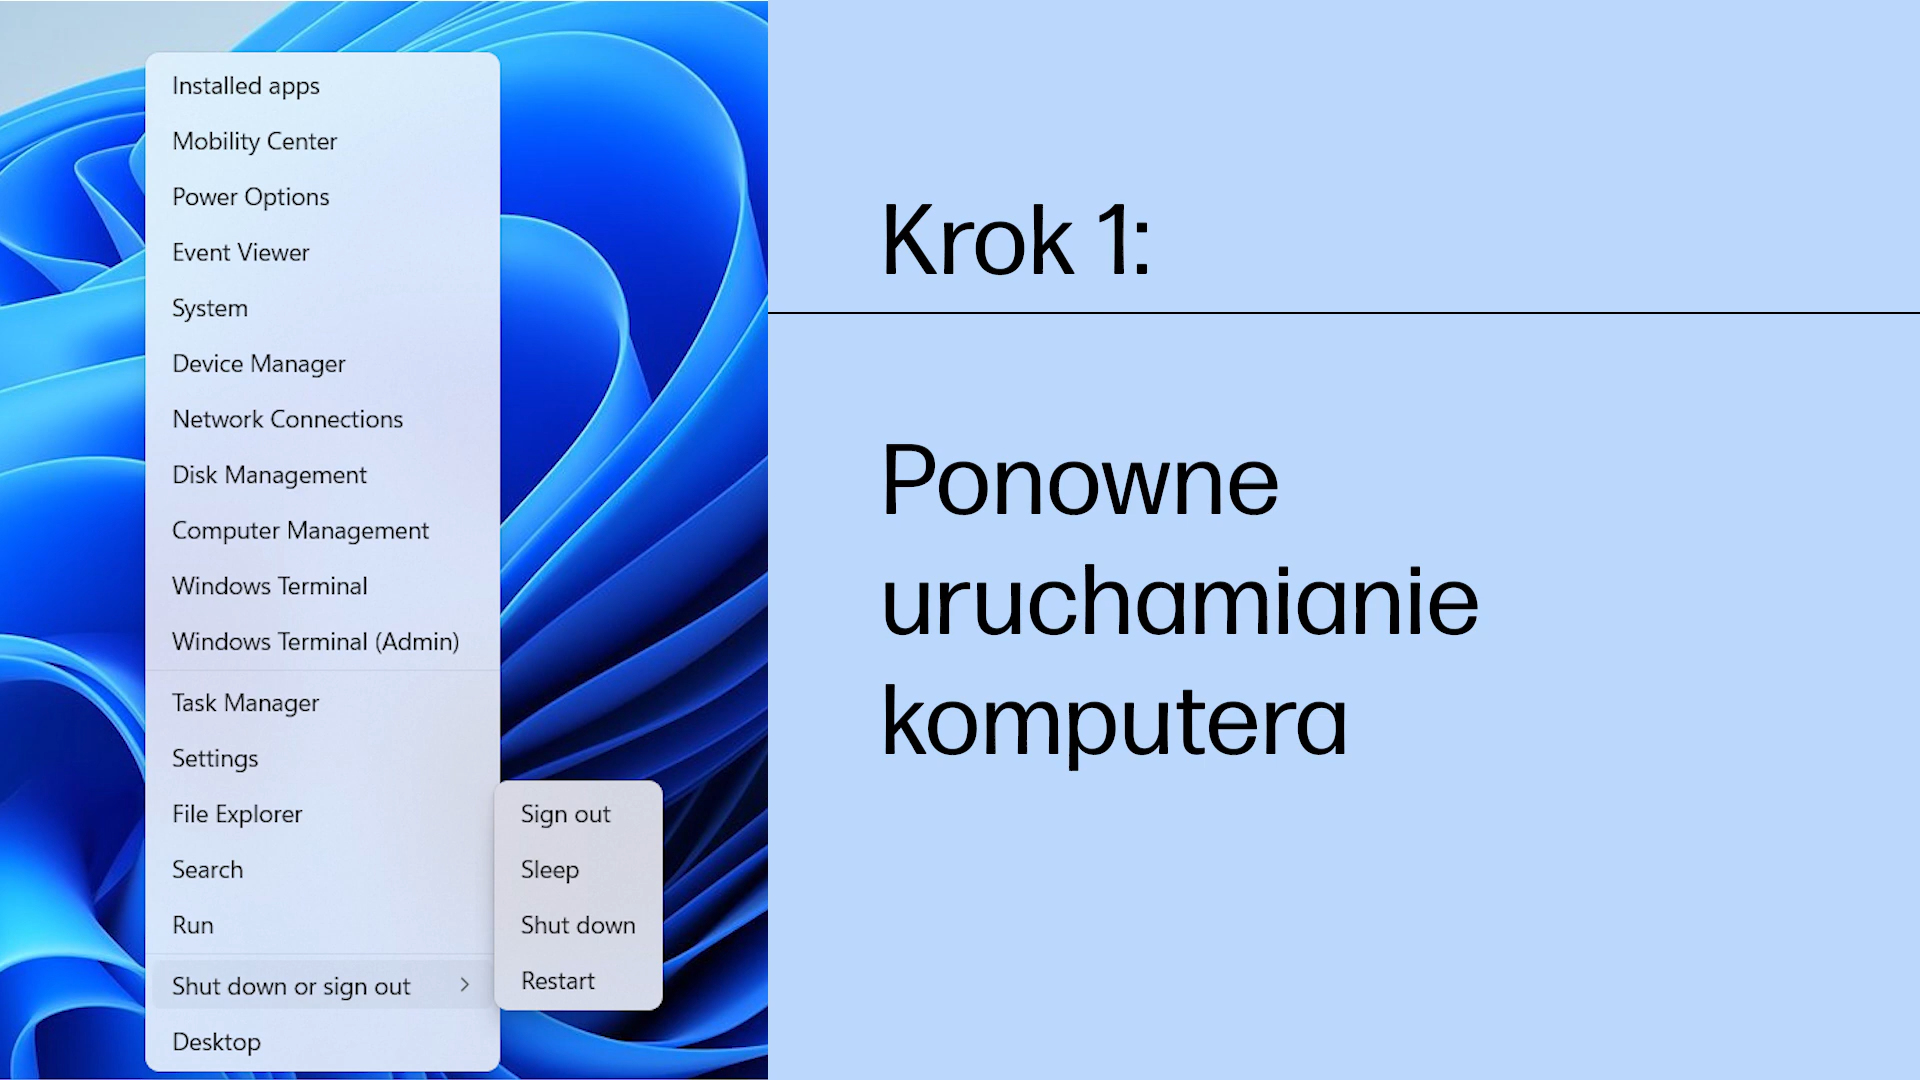 Installed apps
Mobility Center
Power Options
Event Viewer
System
Device Manager
Network Connections
Disk Management
Computer Management
Windows Terminal
Windows Terminal (Admin)
Task Manager
Settings
File Explorer
Search
Run
Shut down or sign out
Desktop
Sign out
Sleep
Shut down
Restart
Krok 1:
Ponowne
uruchamianie
komputera